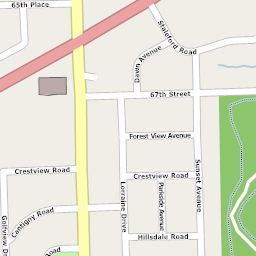 65th Place
Stateford Road
Dawn Avenue
67th Street
Forest View Avenue
Crestview Road
Crestview Road
Sunset Avenue
Parkside Avenue
Lorraine Drive
Golfview Dr
Cantigny Road
Hillsdale Road